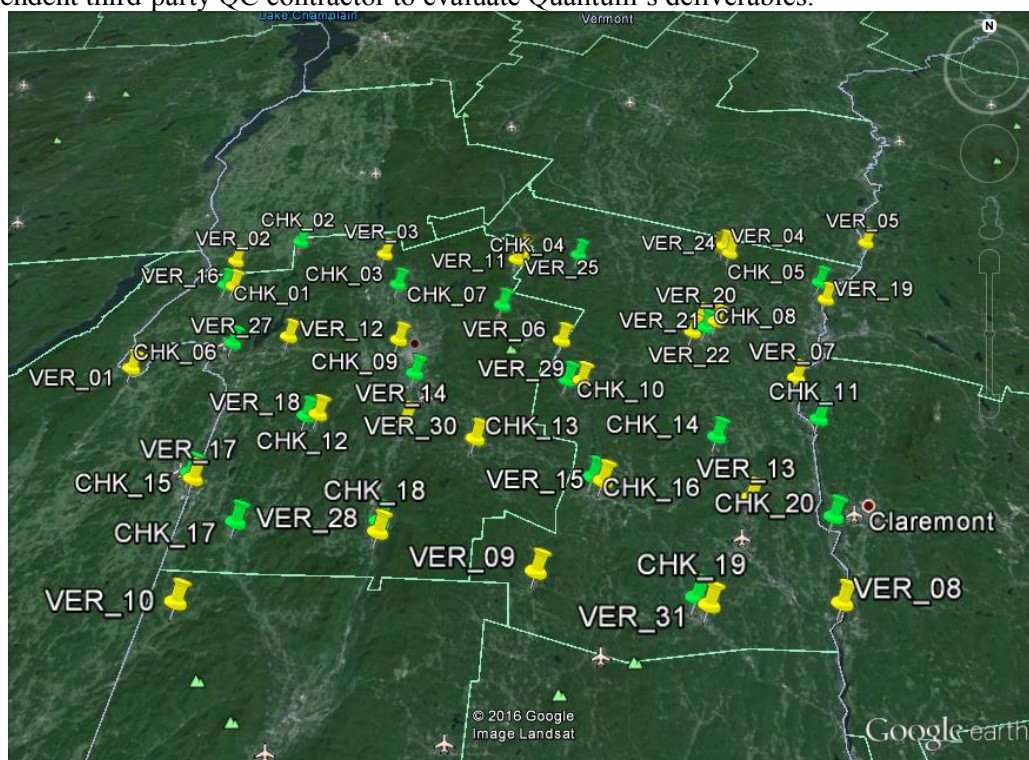 endent third-party QC contractor to evaluate Quantum's deliverables.
Lake Champlain
Vermont
N
CHK_02
VER_02
VER_03
CHK_04
VER_24
VER_04
VER_05
VER_11
VER_25
VER_16
CHK_01
CHK_03
CHK_05
CHK_07
VER_19
VER_20
VER_27
VER_12
VER_06
VER_21
CHK_08
CHK_06
VER_01
CHK_09
VER_29
VER_22
VER_07
VER_14
CHK_10
CHK_11
VER_18
CHK_12
VER_30
CHK_13
CHK_14
VER_17
CHK_15
VER_15
CHK_16
VER_13
CHK_18
CHK_20
Claremont
CHK_17
VER_28
VER_09
CHK_19
VER_10
VER_08
VER_31
© 2016 Google
Image Landsat
Google earth